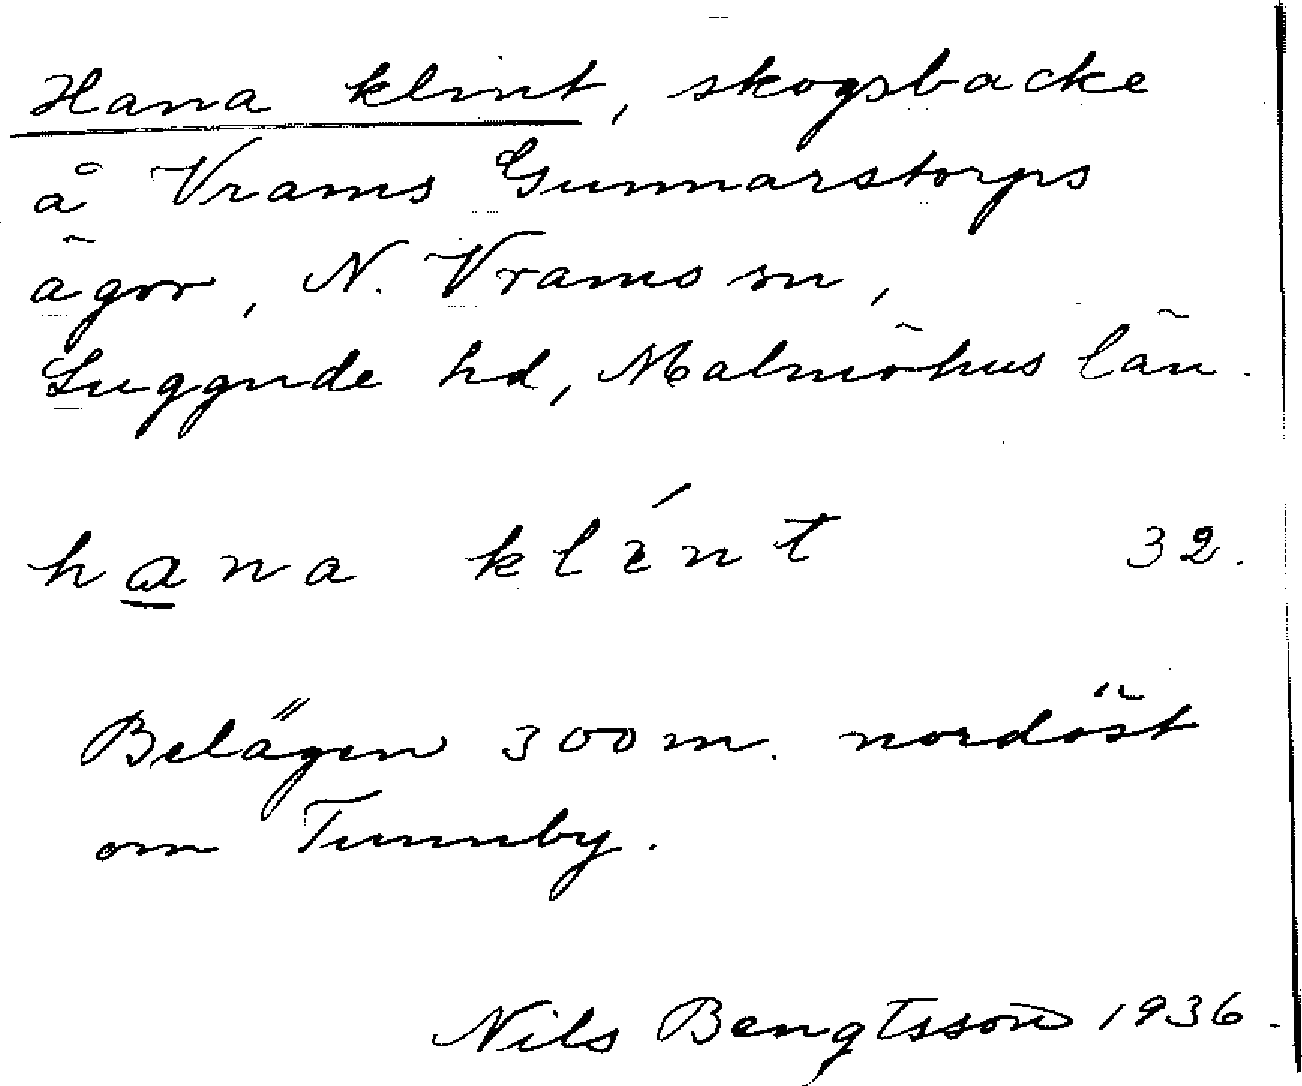 Hana klint, skogsbacke
å Vrams Gunnarstorps
ägor, N. Vrams sn,
Luggude hd, Malmöhus län.
hana klínt 32.
Belägen 300 m. nordöst
om Tunnby.
Nils Bengtsson 1936.